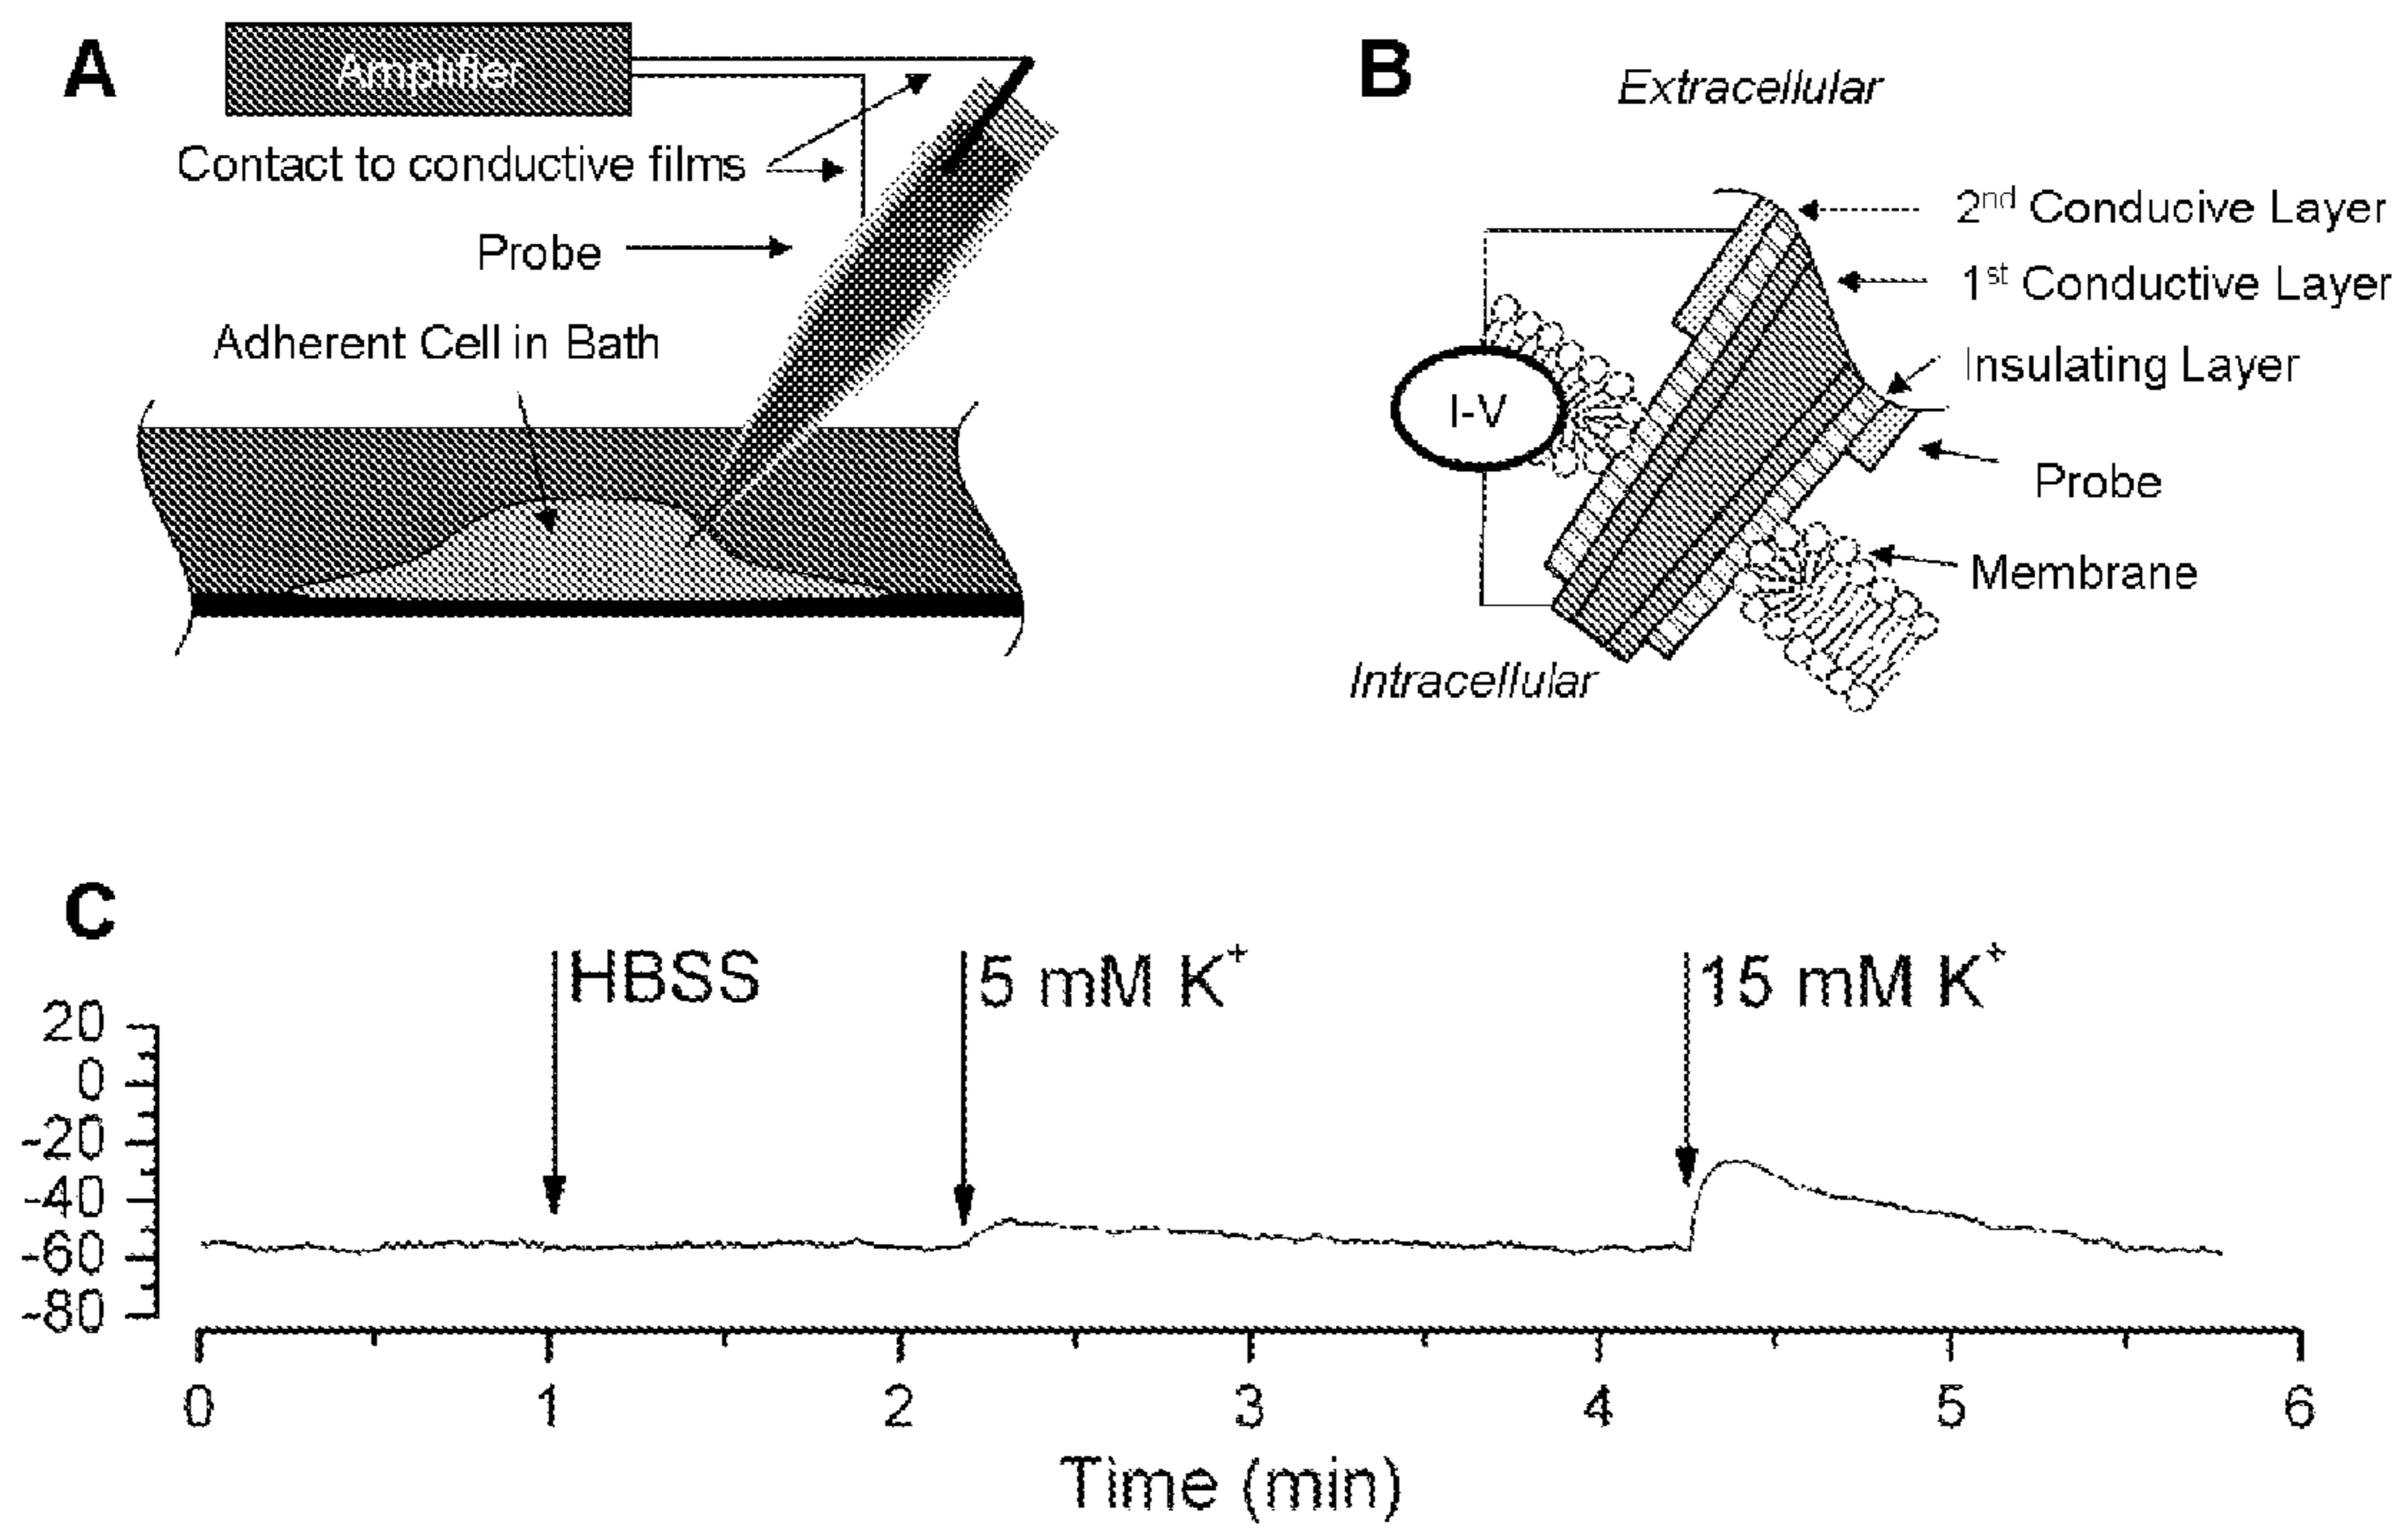 A
Amplifier
Contact to conductive films
Probe
Adherent Cell in Bath
B
Extracellular
2nd Conducive Layer
1st Conductive Layer
Insulating Layer
I-V
Probe
Membrane
Intracellular
C
HBSS
5 mM K+
15 mM K+
20
0
-20
-40
-60
-80
0 1 2 3 4 5 6
Time (min)